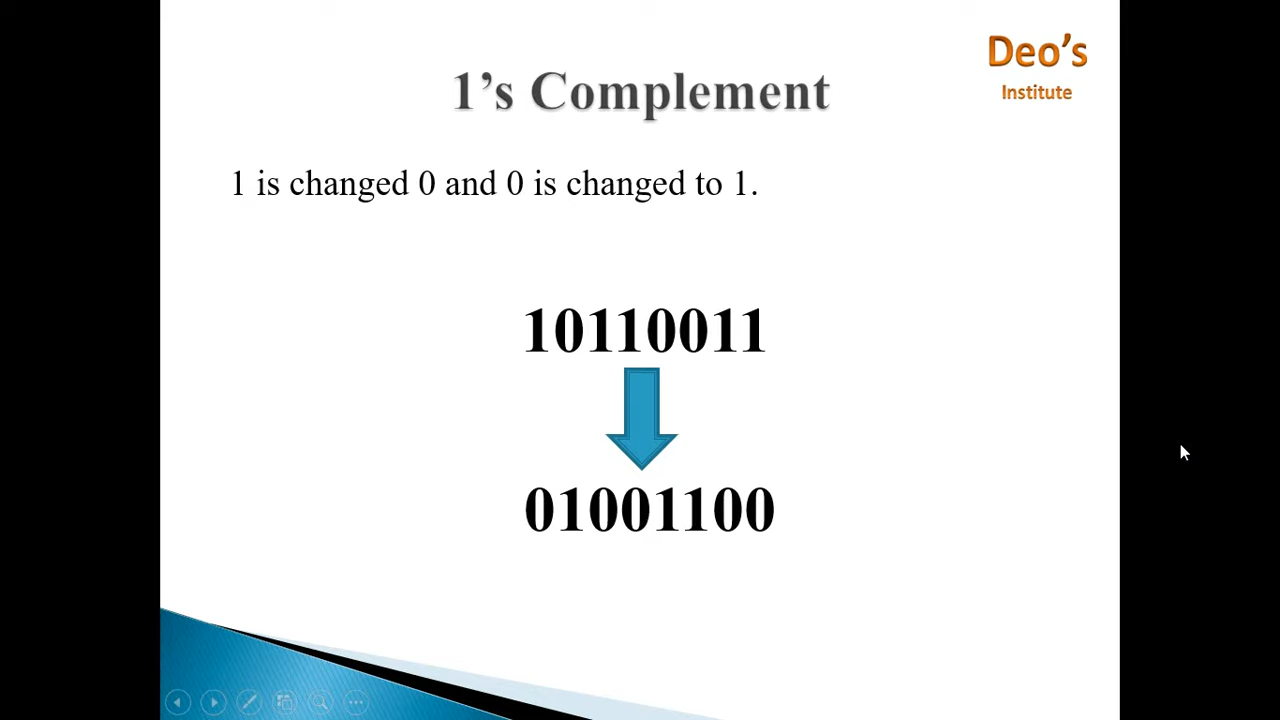 Deo's
Institute
1's Complement
1 is changed 0 and 0 is changed to 1.
10110011
01001100